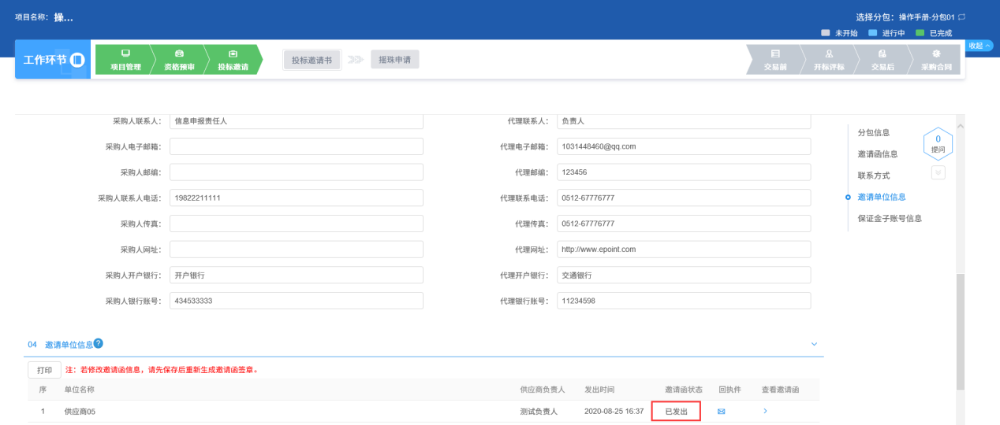 项目名称： 操...
选择分包：操作手册-分包01
未开始 进行中 已完成
收起
工作环节 项目管理 资格预审 投标邀请 投标邀请书 摇珠申请 交易前 开标评标 交易后 采购合同
采购人联系人： 信息申报责任人 代理联系人： 负责人
采购人电子邮箱： 代理电子邮箱： 1031448460@qq.com
采购人邮编： 代理邮编： 123456
采购人联系人电话： 19822211111 代理联系电话： 0512-67776777
采购人传真： 代理传真： 0512-67776777
采购人网址： 代理网址： http://www.epoint.com
采购人开户银行： 开户银行 代理开户银行： 交通银行
采购人银行账号： 434533333 代理银行账号： 11234598
分包信息
邀请函信息
联系方式
邀请单位信息
保证金子账号信息
0
提问
04 邀请单位信息?
打印 注：若修改邀请函信息，请先保存后重新生成邀请函签章。
序 单位名称 供应商负责人 发出时间 邀请函状态 回执件 查看邀请函
1 供应商05 测试负责人 2020-08-25 16:37 已发出